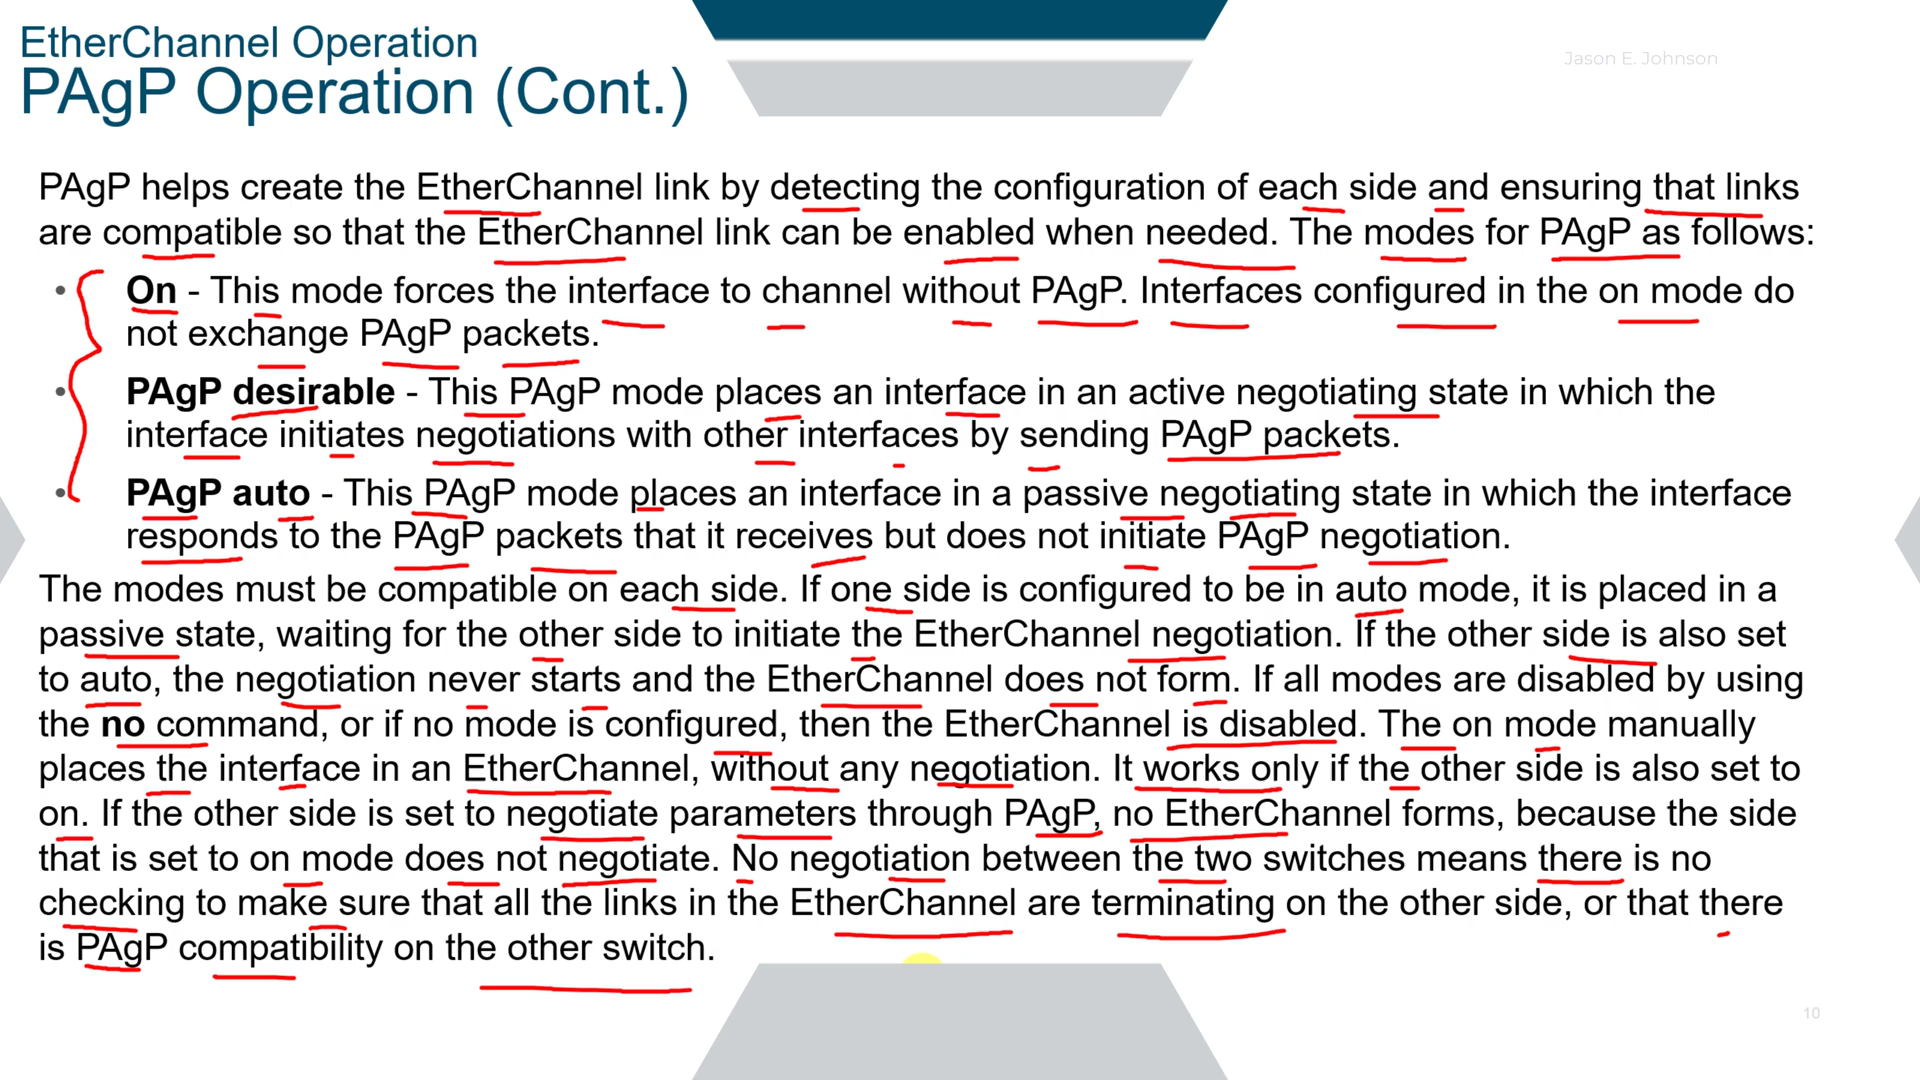 EtherChannel Operation
PAgP Operation (Cont.)
Jason E. Johnson
PAgP helps create the EtherChannel link by detecting the configuration of each side and ensuring that links
are compatible so that the EtherChannel link can be enabled when needed. The modes for PAgP as follows:
• On - This mode forces the interface to channel without PAgP. Interfaces configured in the on mode do
not exchange PAgP packets.
• PAgP desirable - This PAgP mode places an interface in an active negotiating state in which the
interface initiates negotiations with other interfaces by sending PAgP packets.
• PAgP auto - This PAgP mode places an interface in a passive negotiating state in which the interface
responds to the PAgP packets that it receives but does not initiate PAgP negotiation.
The modes must be compatible on each side. If one side is configured to be in auto mode, it is placed in a
passive state, waiting for the other side to initiate the EtherChannel negotiation. If the other side is also set
to auto, the negotiation never starts and the EtherChannel does not form. If all modes are disabled by using
the no command, or if no mode is configured, then the EtherChannel is disabled. The on mode manually
places the interface in an EtherChannel, without any negotiation. It works only if the other side is also set to
on. If the other side is set to negotiate parameters through PAgP, no EtherChannel forms, because the side
that is set to on mode does not negotiate. No negotiation between the two switches means there is no
checking to make sure that all the links in the EtherChannel are terminating on the other side, or that there
is PAgP compatibility on the other switch.
10